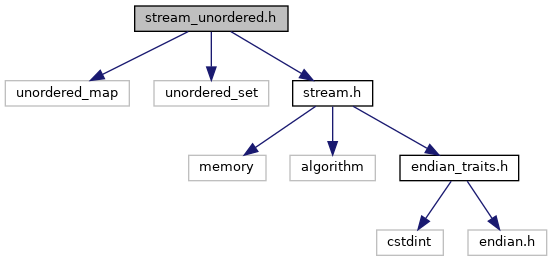 stream_unordered.h
unordered_map
unordered_set
stream.h
memory
algorithm
endian_traits.h
cstdint
endian.h